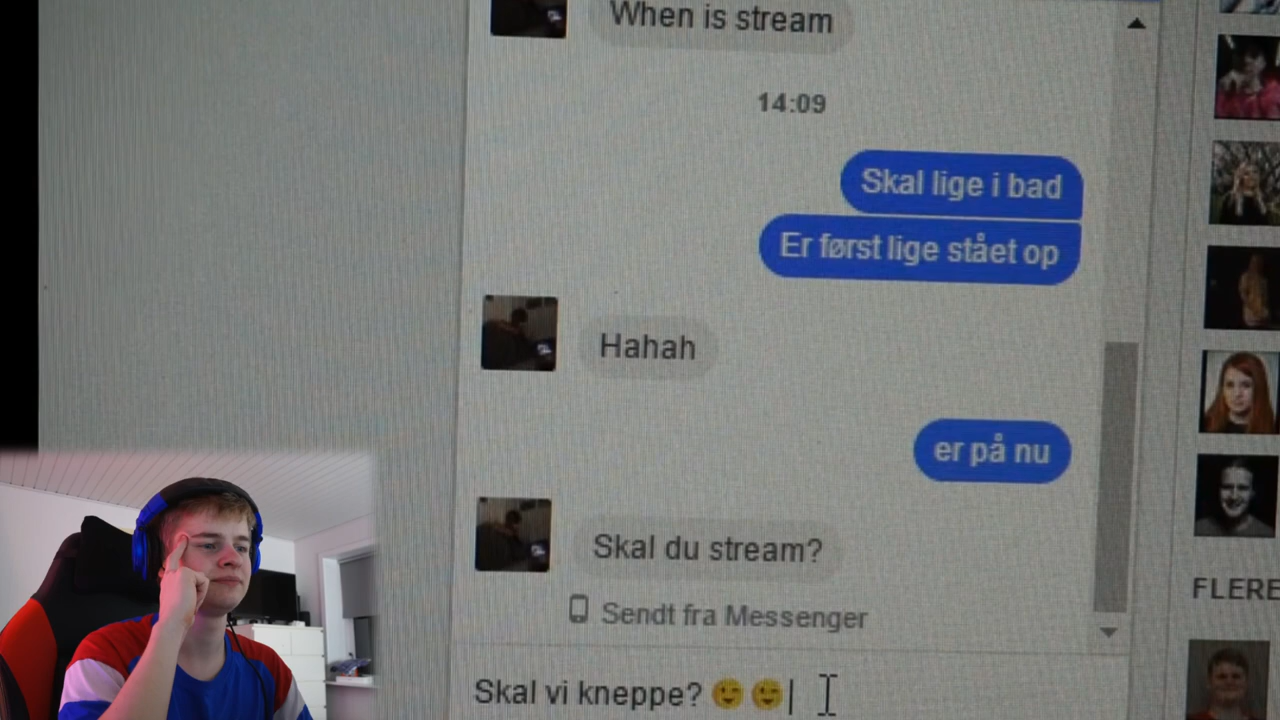 When is stream
14:09
Skal lige i bad
Er først lige stået op
Hahah
er på nu
Skal du stream?
Sendt fra Messenger
FLERE
Skal vi kneppe? 😉😉